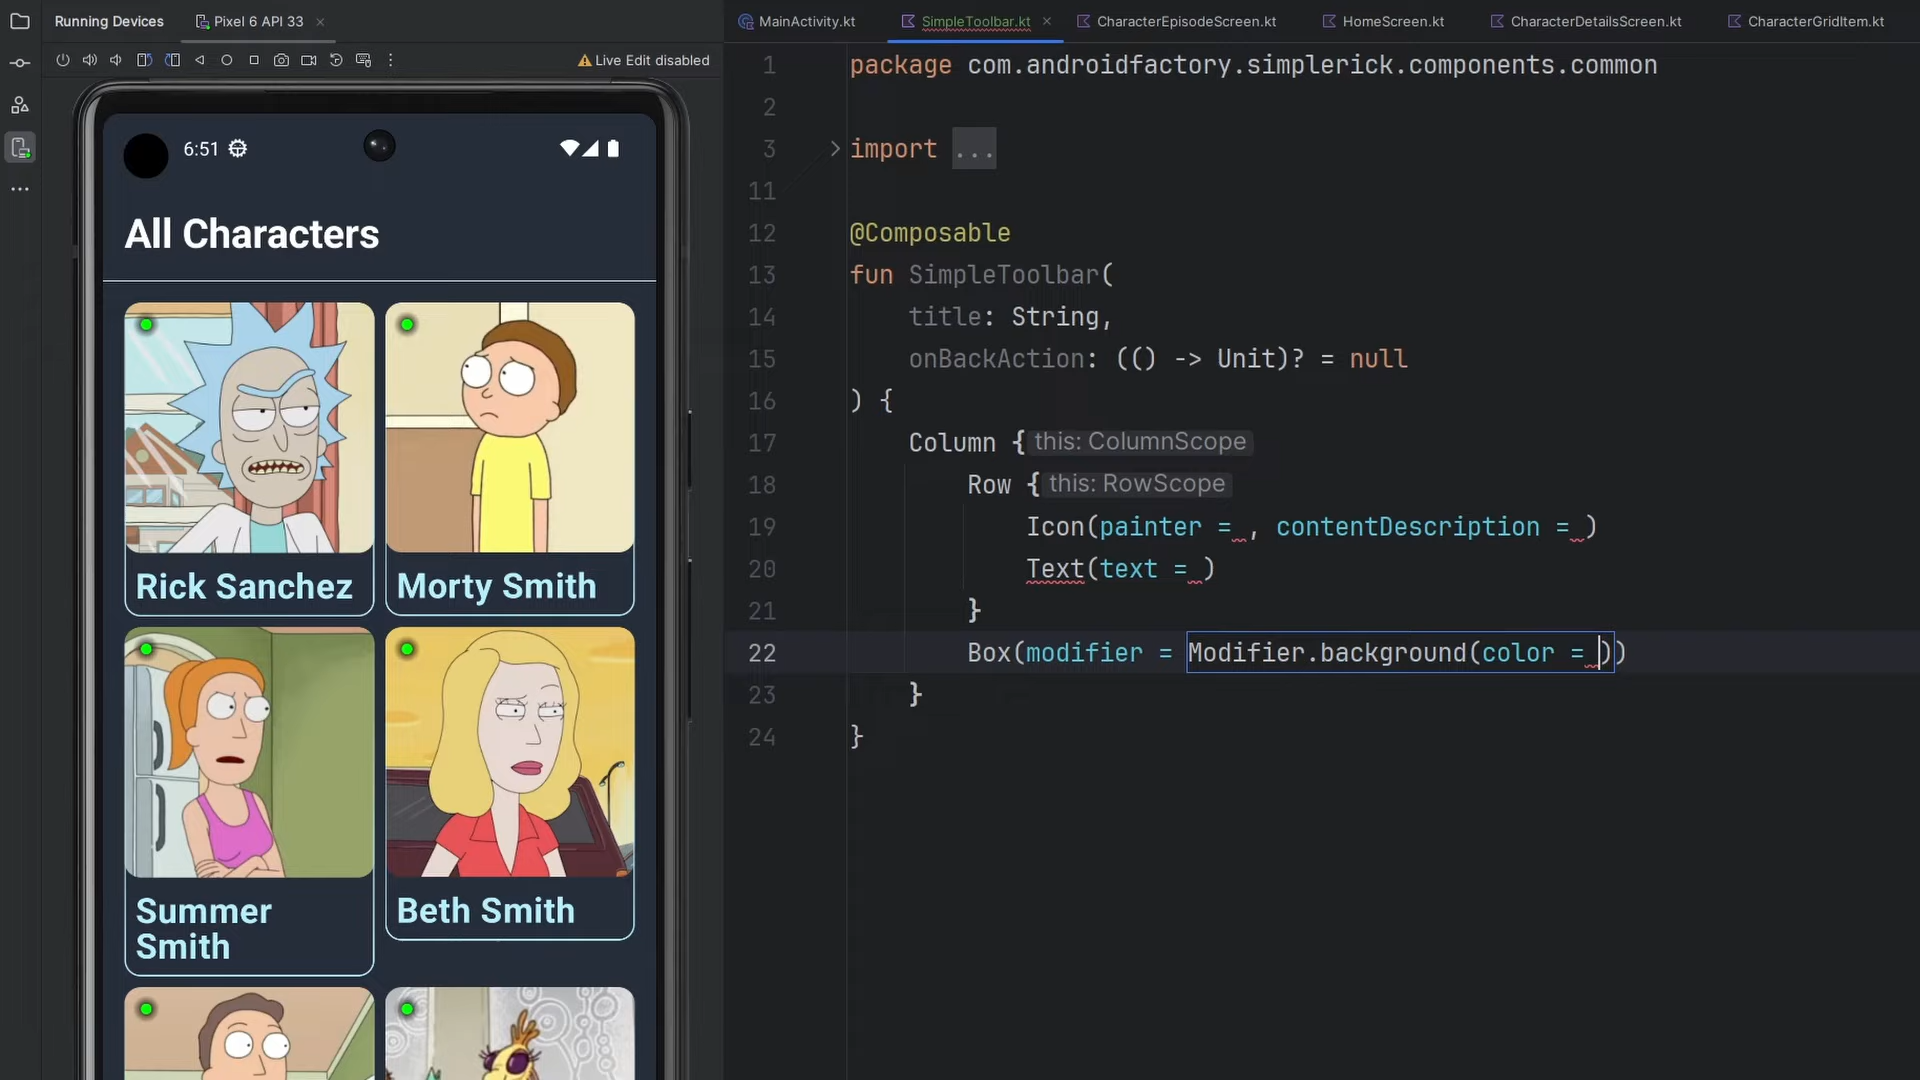 Running Devices
Pixel 6 API 33
MainActivity.kt
SimpleToolbar.kt
CharacterEpisodeScreen.kt
HomeScreen.kt
CharacterDetailsScreen.kt
CharacterGridItem.kt
Live Edit disabled
6:51
All Characters
Rick Sanchez
Morty Smith
Summer
Smith
Beth Smith
1 package com.androidfactory.simplerick.components.common
2
3 import ...
11
12 @Composable
13 fun SimpleToolbar(
14 title: String,
15 onBackAction: (() -> Unit)? = null
16 ) {
17 Column { this: ColumnScope
18 Row { this: RowScope
19 Icon(painter = , contentDescription = )
20 Text(text = )
21 }
22 Box(modifier = Modifier.background(color = ))
23 }
24 }